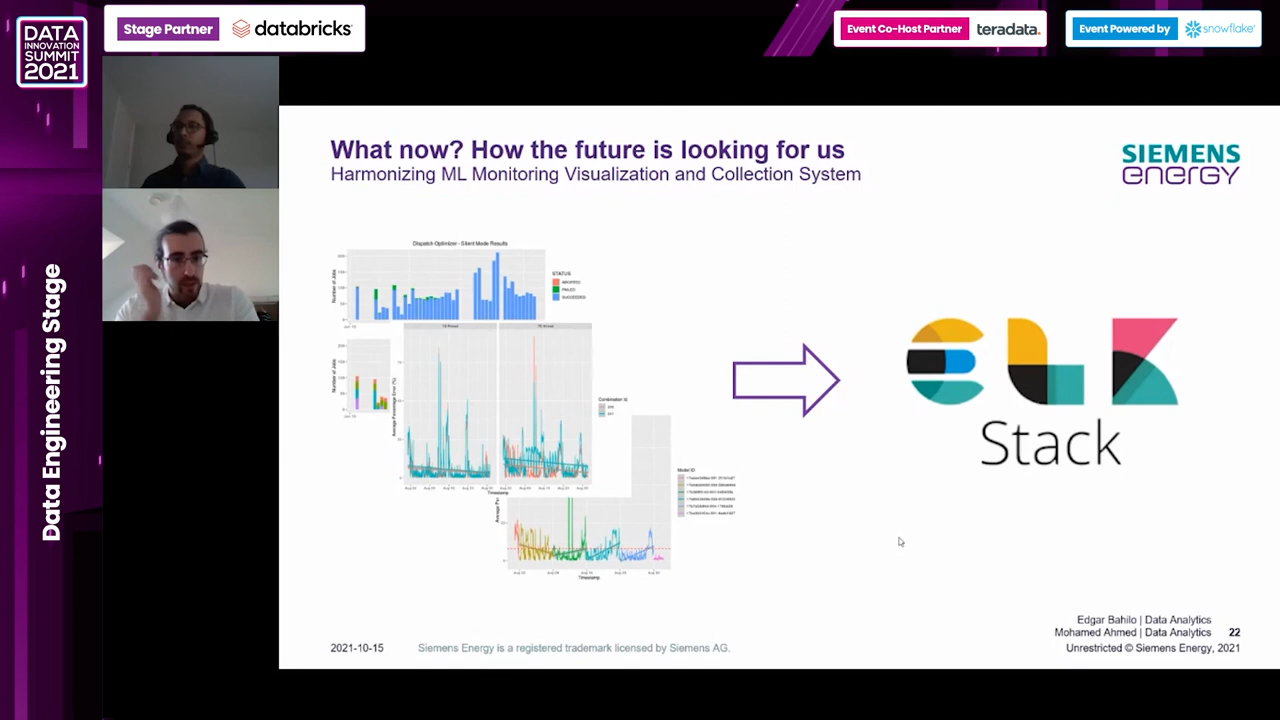 DATA
INNOVATION
SUMMIT
2021
Stage Partner
databricks
Event Co-Host Partner
teradata.
Event Powered by
snowflake
Data Engineering Stage
What now? How the future is looking for us
Harmonizing ML Monitoring Visualization and Collection System
SIEMENS
energy
Dispatch Optimizer - Silent Mode Results
Number of Jobs
STATUS
ABORTED
FAILED
SUCCEEDED
Number of Jobs
Average Percentage Error (%)
Combination Id
Timestamp
Model ID
Timestamp
ELK
Stack
Edgar Bahilo | Data Analytics
Mohamed Ahmed | Data Analytics 22
2021-10-15 Siemens Energy is a registered trademark licensed by Siemens AG. Unrestricted © Siemens Energy, 2021